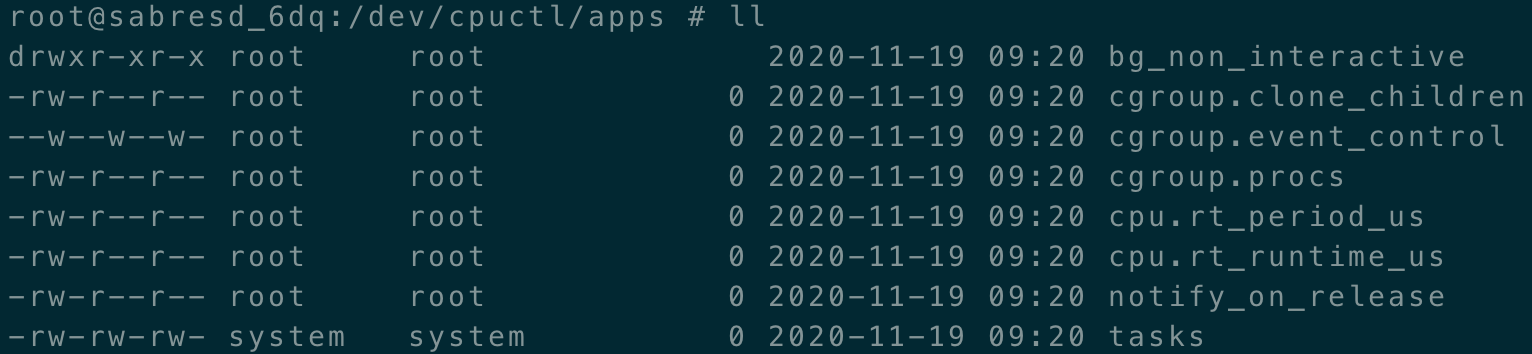 root@sabresd_6dq:/dev/cpuctl/apps # ll
drwxr-xr-x root     root              2020-11-19 09:20 bg_non_interactive
-rw-r--r-- root     root            0 2020-11-19 09:20 cgroup.clone_children
--w--w--w- root     root            0 2020-11-19 09:20 cgroup.event_control
-rw-r--r-- root     root            0 2020-11-19 09:20 cgroup.procs
-rw-r--r-- root     root            0 2020-11-19 09:20 cpu.rt_period_us
-rw-r--r-- root     root            0 2020-11-19 09:20 cpu.rt_runtime_us
-rw-r--r-- root     root            0 2020-11-19 09:20 notify_on_release
-rw-rw-rw- system   system          0 2020-11-19 09:20 tasks